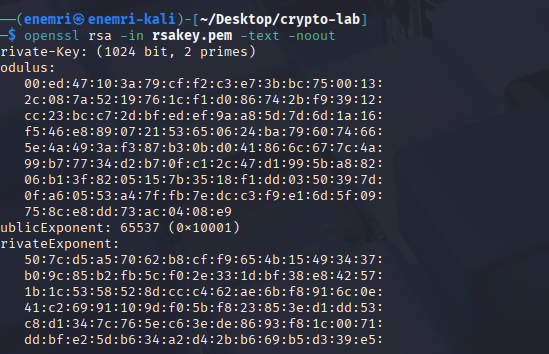 ──(enemri㉿enemri-kali)-[~/Desktop/crypto-lab]
─$ openssl rsa -in rsakey.pem -text -noout
rivate-Key: (1024 bit, 2 primes)
odulus:
00:ed:47:10:3a:79:cf:f2:c3:e7:3b:bc:75:00:13:
2c:08:7a:52:19:76:1c:f1:d0:86:74:2b:f9:39:12:
cc:23:bc:c7:2d:bf:ed:ef:9a:a8:5d:7d:6d:1a:16:
f5:46:e8:89:07:21:53:65:06:24:ba:79:60:74:66:
5e:4a:49:3a:f3:87:b3:0b:d0:41:86:6c:67:7c:4a:
99:b7:77:34:d2:b7:0f:c1:2c:47:d1:99:5b:a8:82:
06:b1:3f:82:05:15:7b:35:18:f1:dd:03:50:39:7d:
0f:a6:05:53:a4:7f:fb:7e:dc:c3:f9:e1:6d:5f:09:
75:8c:e8:dd:73:ac:04:08:e9
ublicExponent: 65537 (0×10001)
rivateExponent:
50:7c:d5:a5:70:62:b8:cf:f9:65:4b:15:49:34:37:
b0:9c:85:b2:fb:5c:f0:2e:33:1d:bf:38:e8:42:57:
1b:1c:53:58:52:8d:cc:c4:62:ae:6b:f8:91:6c:0e:
41:c2:69:91:10:9d:f0:5b:f8:23:85:3e:d1:dd:53:
c8:d1:34:7c:76:5e:c6:3e:de:86:93:f8:1c:00:71:
dd:bf:e2:5d:b6:34:a2:d4:2b:b6:69:b5:d3:39:e5: